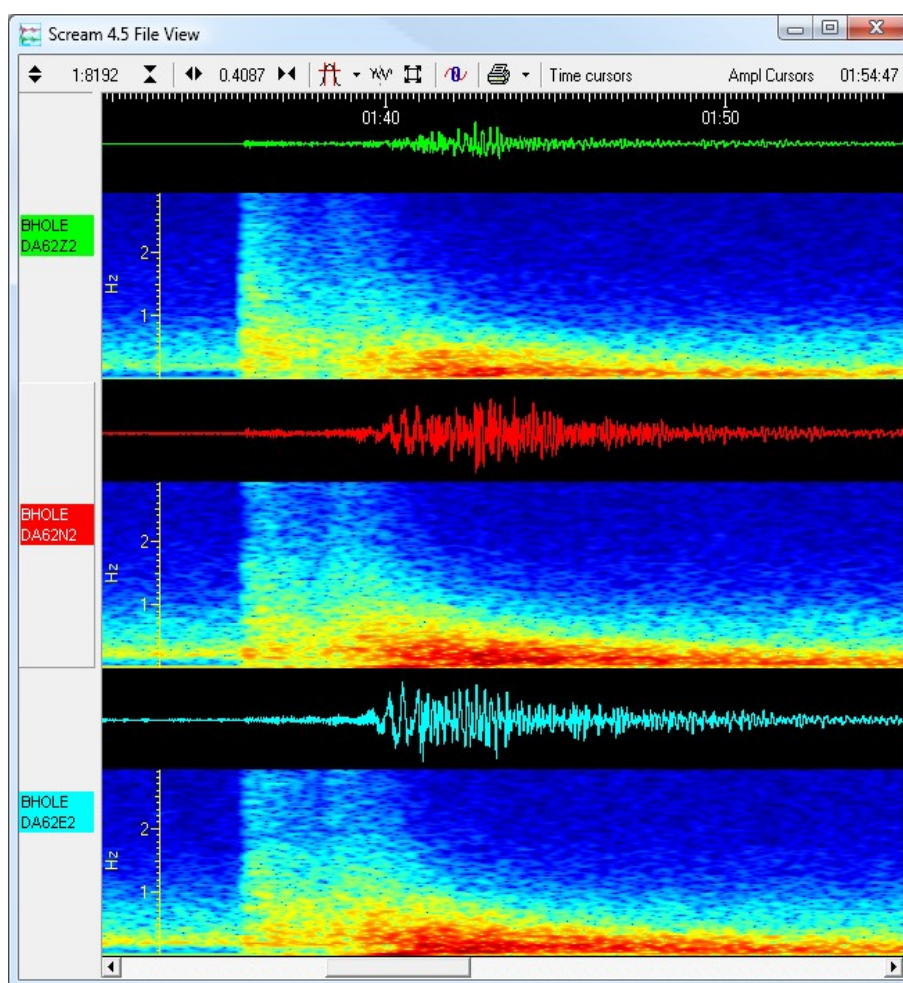 Scream 4.5 File View
1:8192 0.4087 Time cursors Ampl Cursors 01:54:47
01:40 01:50
BHOLE
DA62Z2
2
Hz
1
BHOLE
DA62N2
2
Hz
1
BHOLE
DA62E2
2
Hz
1